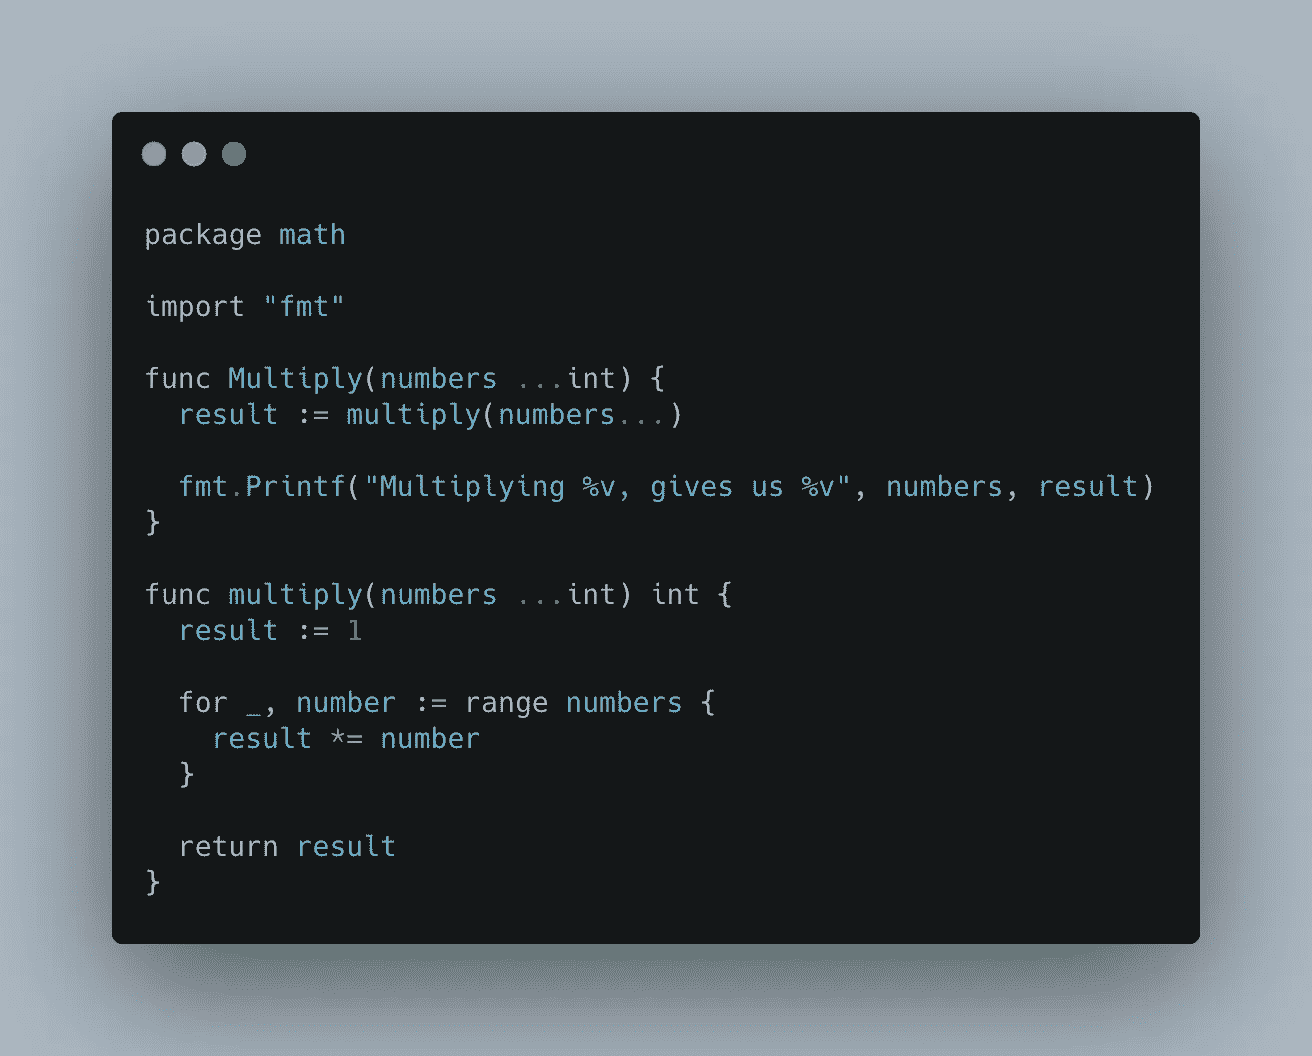 package math
import "fmt"
func Multiply(numbers ...int) {
  result := multiply(numbers...)
  fmt.Printf("Multiplying %v, gives us %v", numbers, result)
}
func multiply(numbers ...int) int {
  result := 1
  for _, number := range numbers {
    result *= number
  }
  return result
}